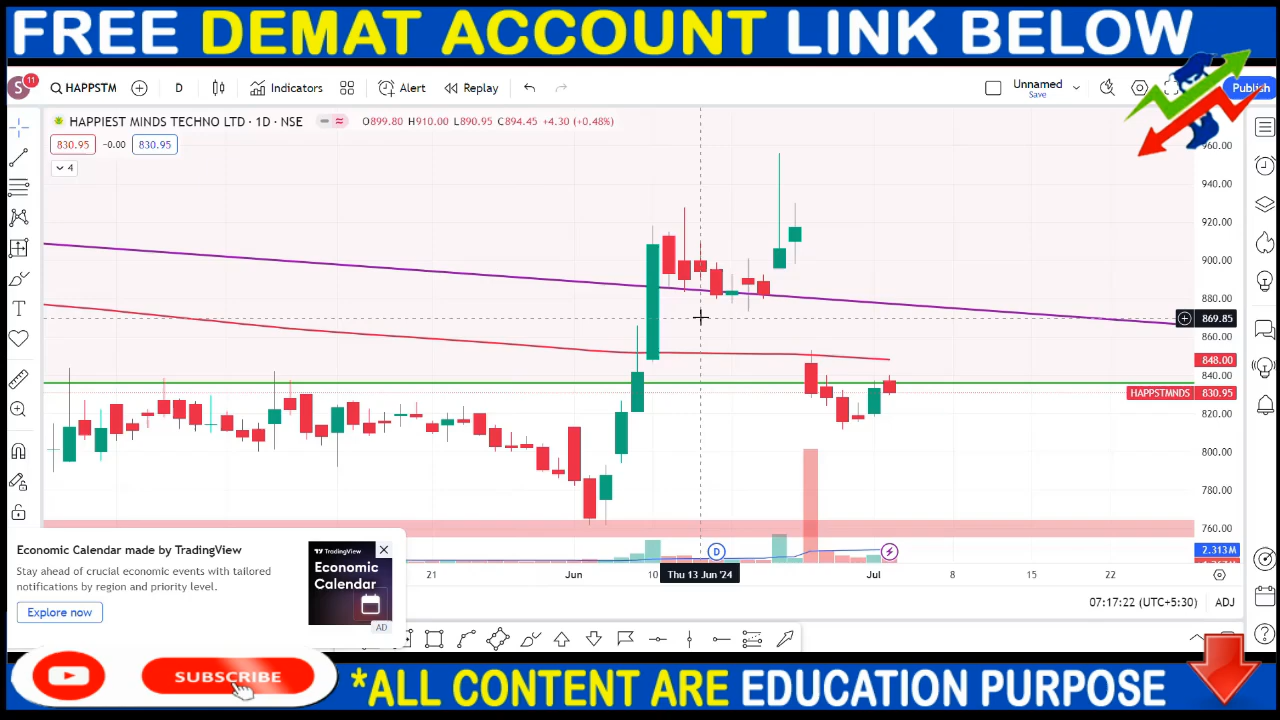 FREE DEMAT ACCOUNT LINK BELOW
S 11 HAPPSTM D Indicators Alert Replay Unnamed Save Publish
HAPPIEST MINDS TECHNO LTD · 1D · NSE O899.80 H910.00 L890.95 C894.45 +4.30 (+0.48%)
830.95 -0.00 830.95
4
960.00
940.00
920.00
900.00
880.00
869.85
860.00
848.00
840.00
HAPPSTMNDS 830.95
820.00
800.00
780.00
760.00
2.313M
D
21 Jun 10 Thu 13 Jun '24 Jul 8 15 22
Economic Calendar made by TradingView
Stay ahead of crucial economic events with tailored
notifications by region and priority level.
Explore now
TradingView
Economic
Calendar
AD
07:17:22 (UTC+5:30) ADJ
T
SUBSCRIBE
*ALL CONTENT ARE EDUCATION PURPOSE